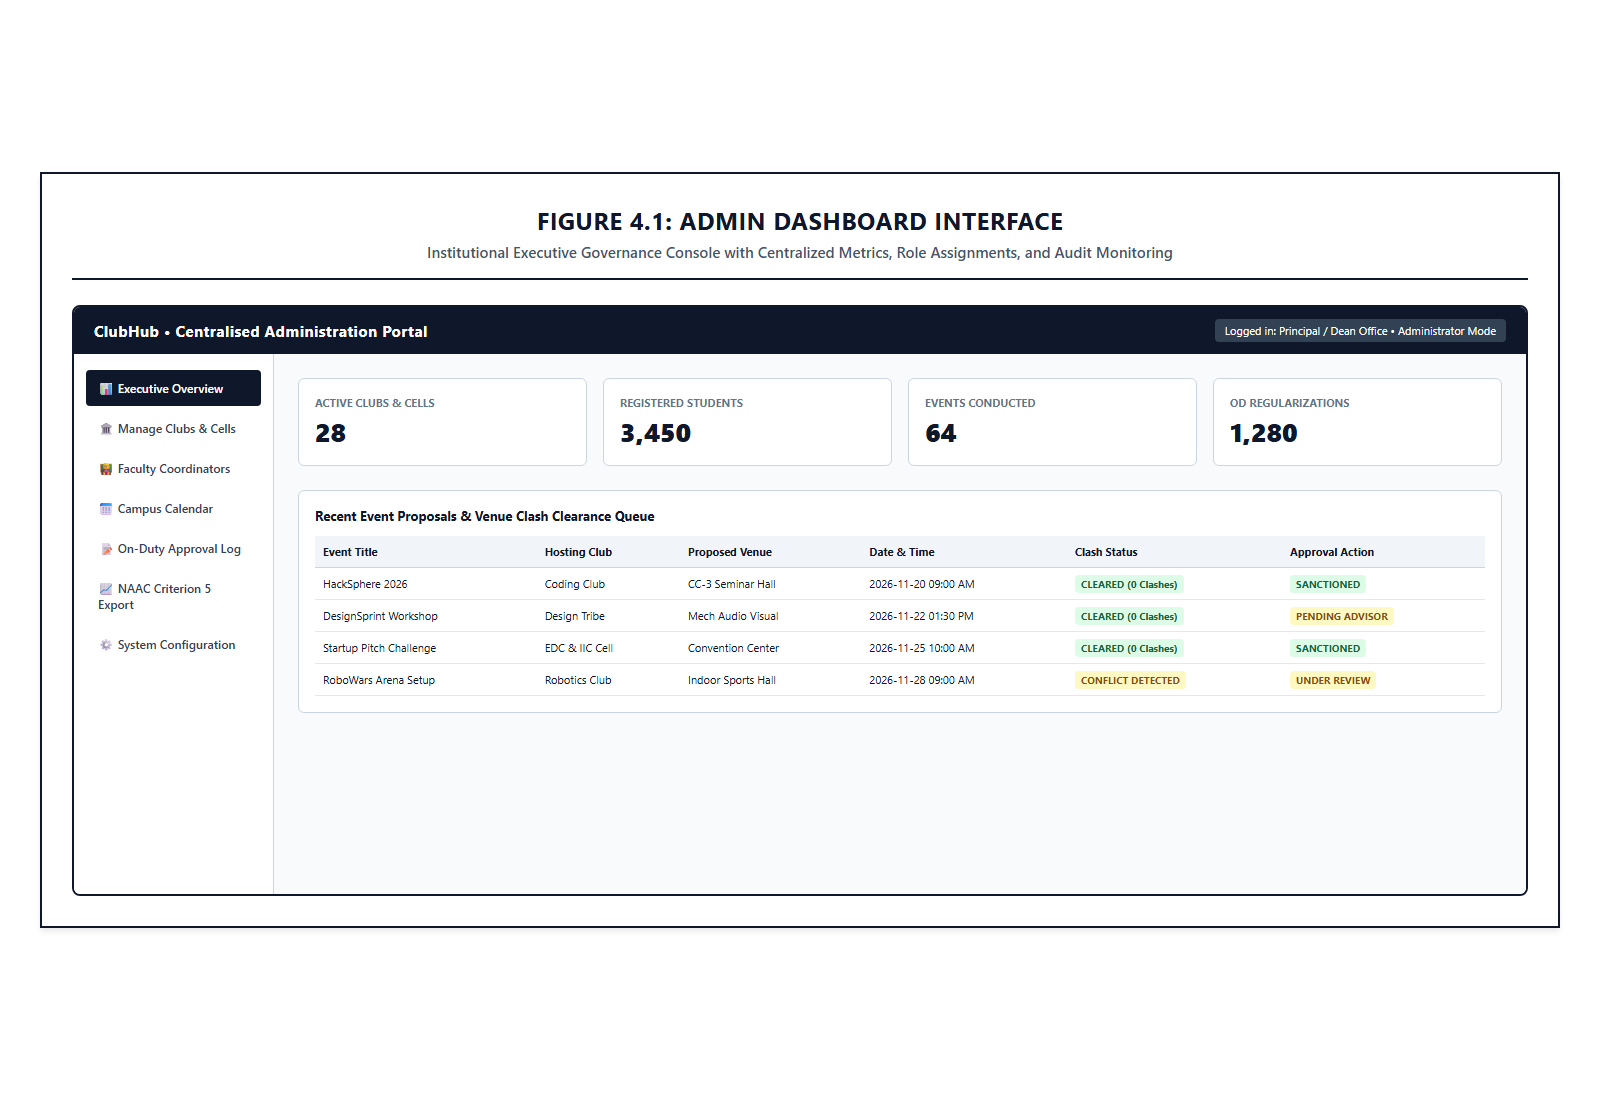 FIGURE 4.1: ADMIN DASHBOARD INTERFACE
Institutional Executive Governance Console with Centralized Metrics, Role Assignments, and Audit Monitoring
ClubHub • Centralised Administration Portal
Logged in: Principal / Dean Office • Administrator Mode
Executive Overview
Manage Clubs & Cells
Faculty Coordinators
Campus Calendar
On-Duty Approval Log
NAAC Criterion 5
Export
System Configuration
ACTIVE CLUBS & CELLS
28
REGISTERED STUDENTS
3,450
EVENTS CONDUCTED
64
OD REGULARIZATIONS
1,280
Recent Event Proposals & Venue Clash Clearance Queue
Event Title Hosting Club Proposed Venue Date & Time Clash Status Approval Action
HackSphere 2026 Coding Club CC-3 Seminar Hall 2026-11-20 09:00 AM CLEARED (0 Clashes) SANCTIONED
DesignSprint Workshop Design Tribe Mech Audio Visual 2026-11-22 01:30 PM CLEARED (0 Clashes) PENDING ADVISOR
Startup Pitch Challenge EDC & IIC Cell Convention Center 2026-11-25 10:00 AM CLEARED (0 Clashes) SANCTIONED
RoboWars Arena Setup Robotics Club Indoor Sports Hall 2026-11-28 09:00 AM CONFLICT DETECTED UNDER REVIEW